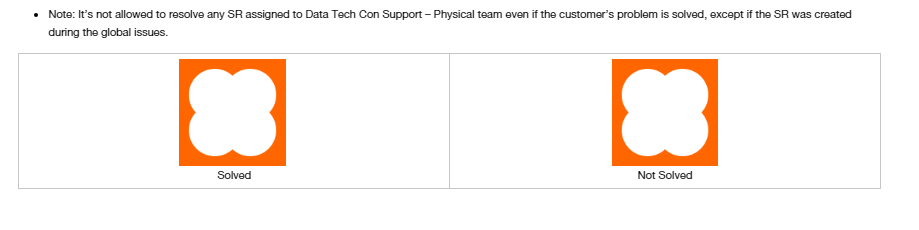 • Note: It's not allowed to resolve any SR assigned to Data Tech Con Support – Physical team even if the customer's problem is solved, except if the SR was created
during the global issues.
Solved
Not Solved